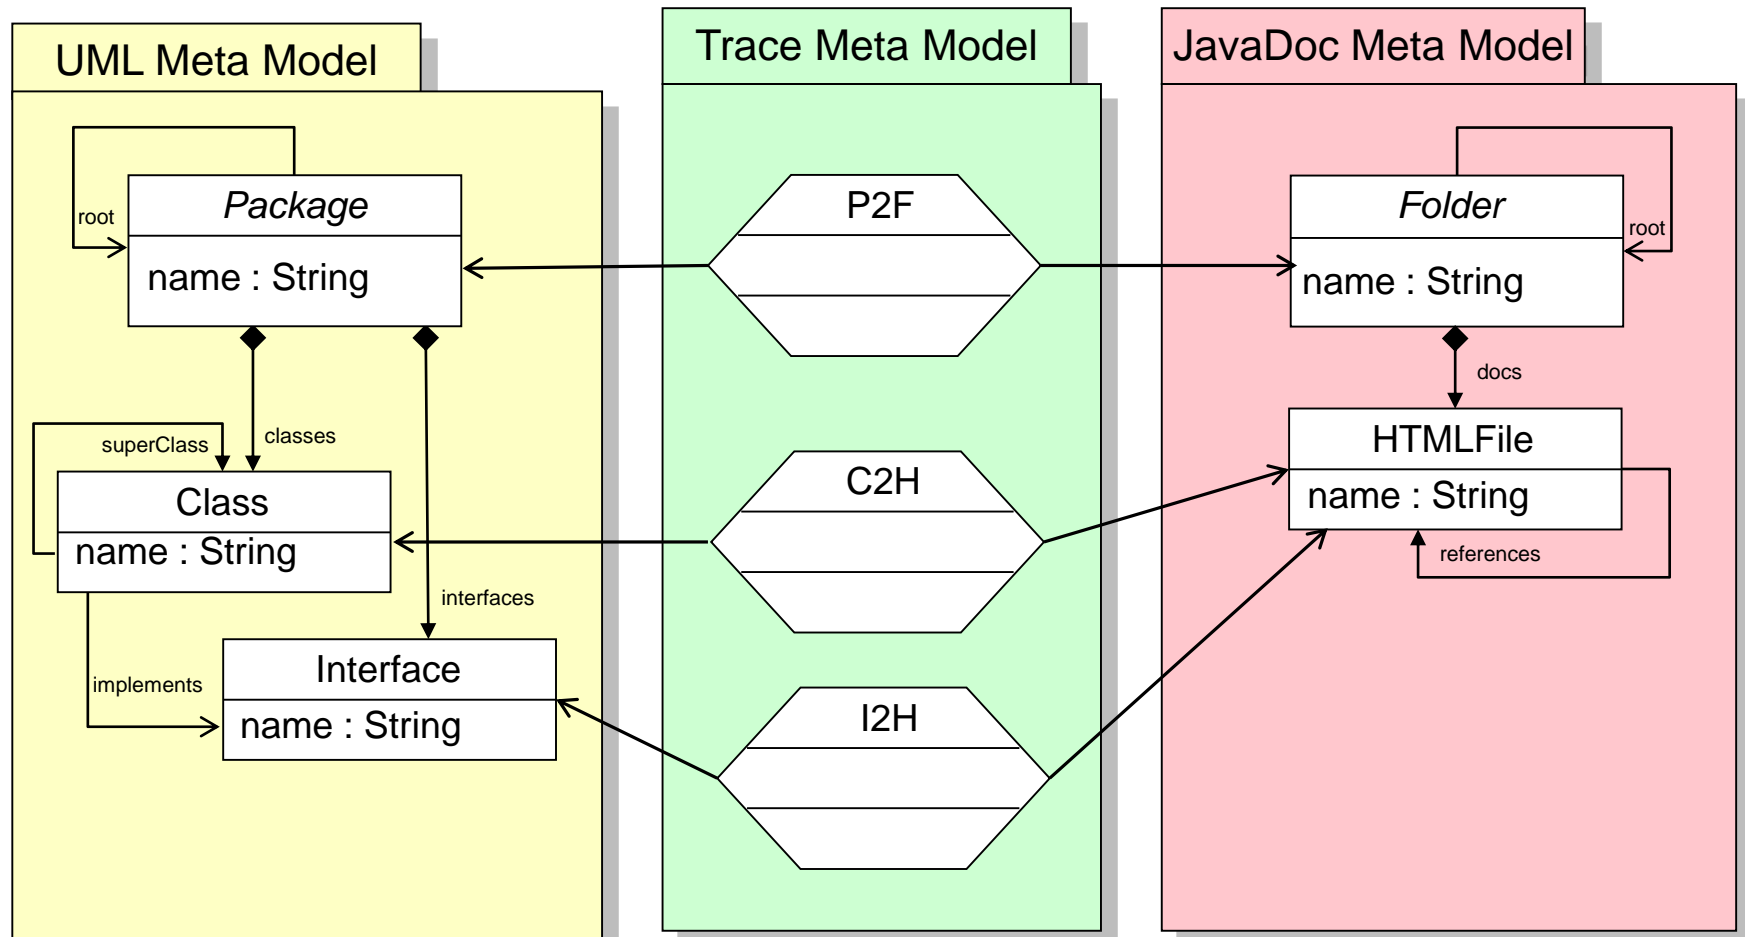 UML Meta Model
root
Package
name : String
superClass
classes
Class
name : String
interfaces
implements
Interface
name : String
Trace Meta Model
P2F
C2H
I2H
JavaDoc Meta Model
Folder
root
name : String
docs
HTMLFile
name : String
references